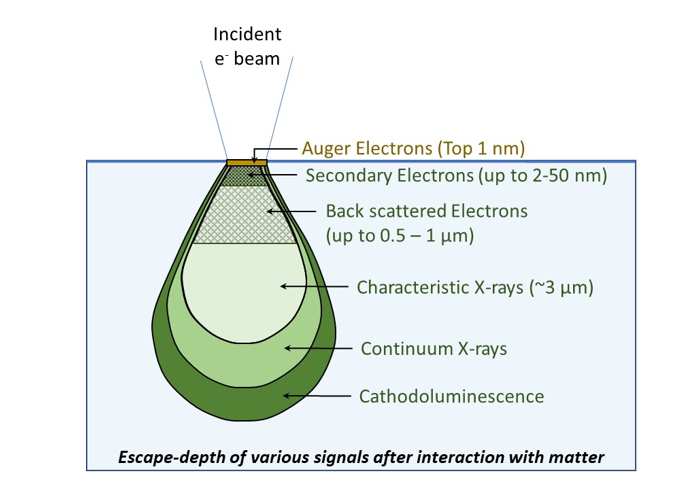 Incident
e⁻ beam
Auger Electrons (Top 1 nm)
Secondary Electrons (up to 2-50 nm)
Back scattered Electrons
(up to 0.5 – 1 µm)
Characteristic X-rays (~3 µm)
Continuum X-rays
Cathodoluminescence
Escape-depth of various signals after interaction with matter